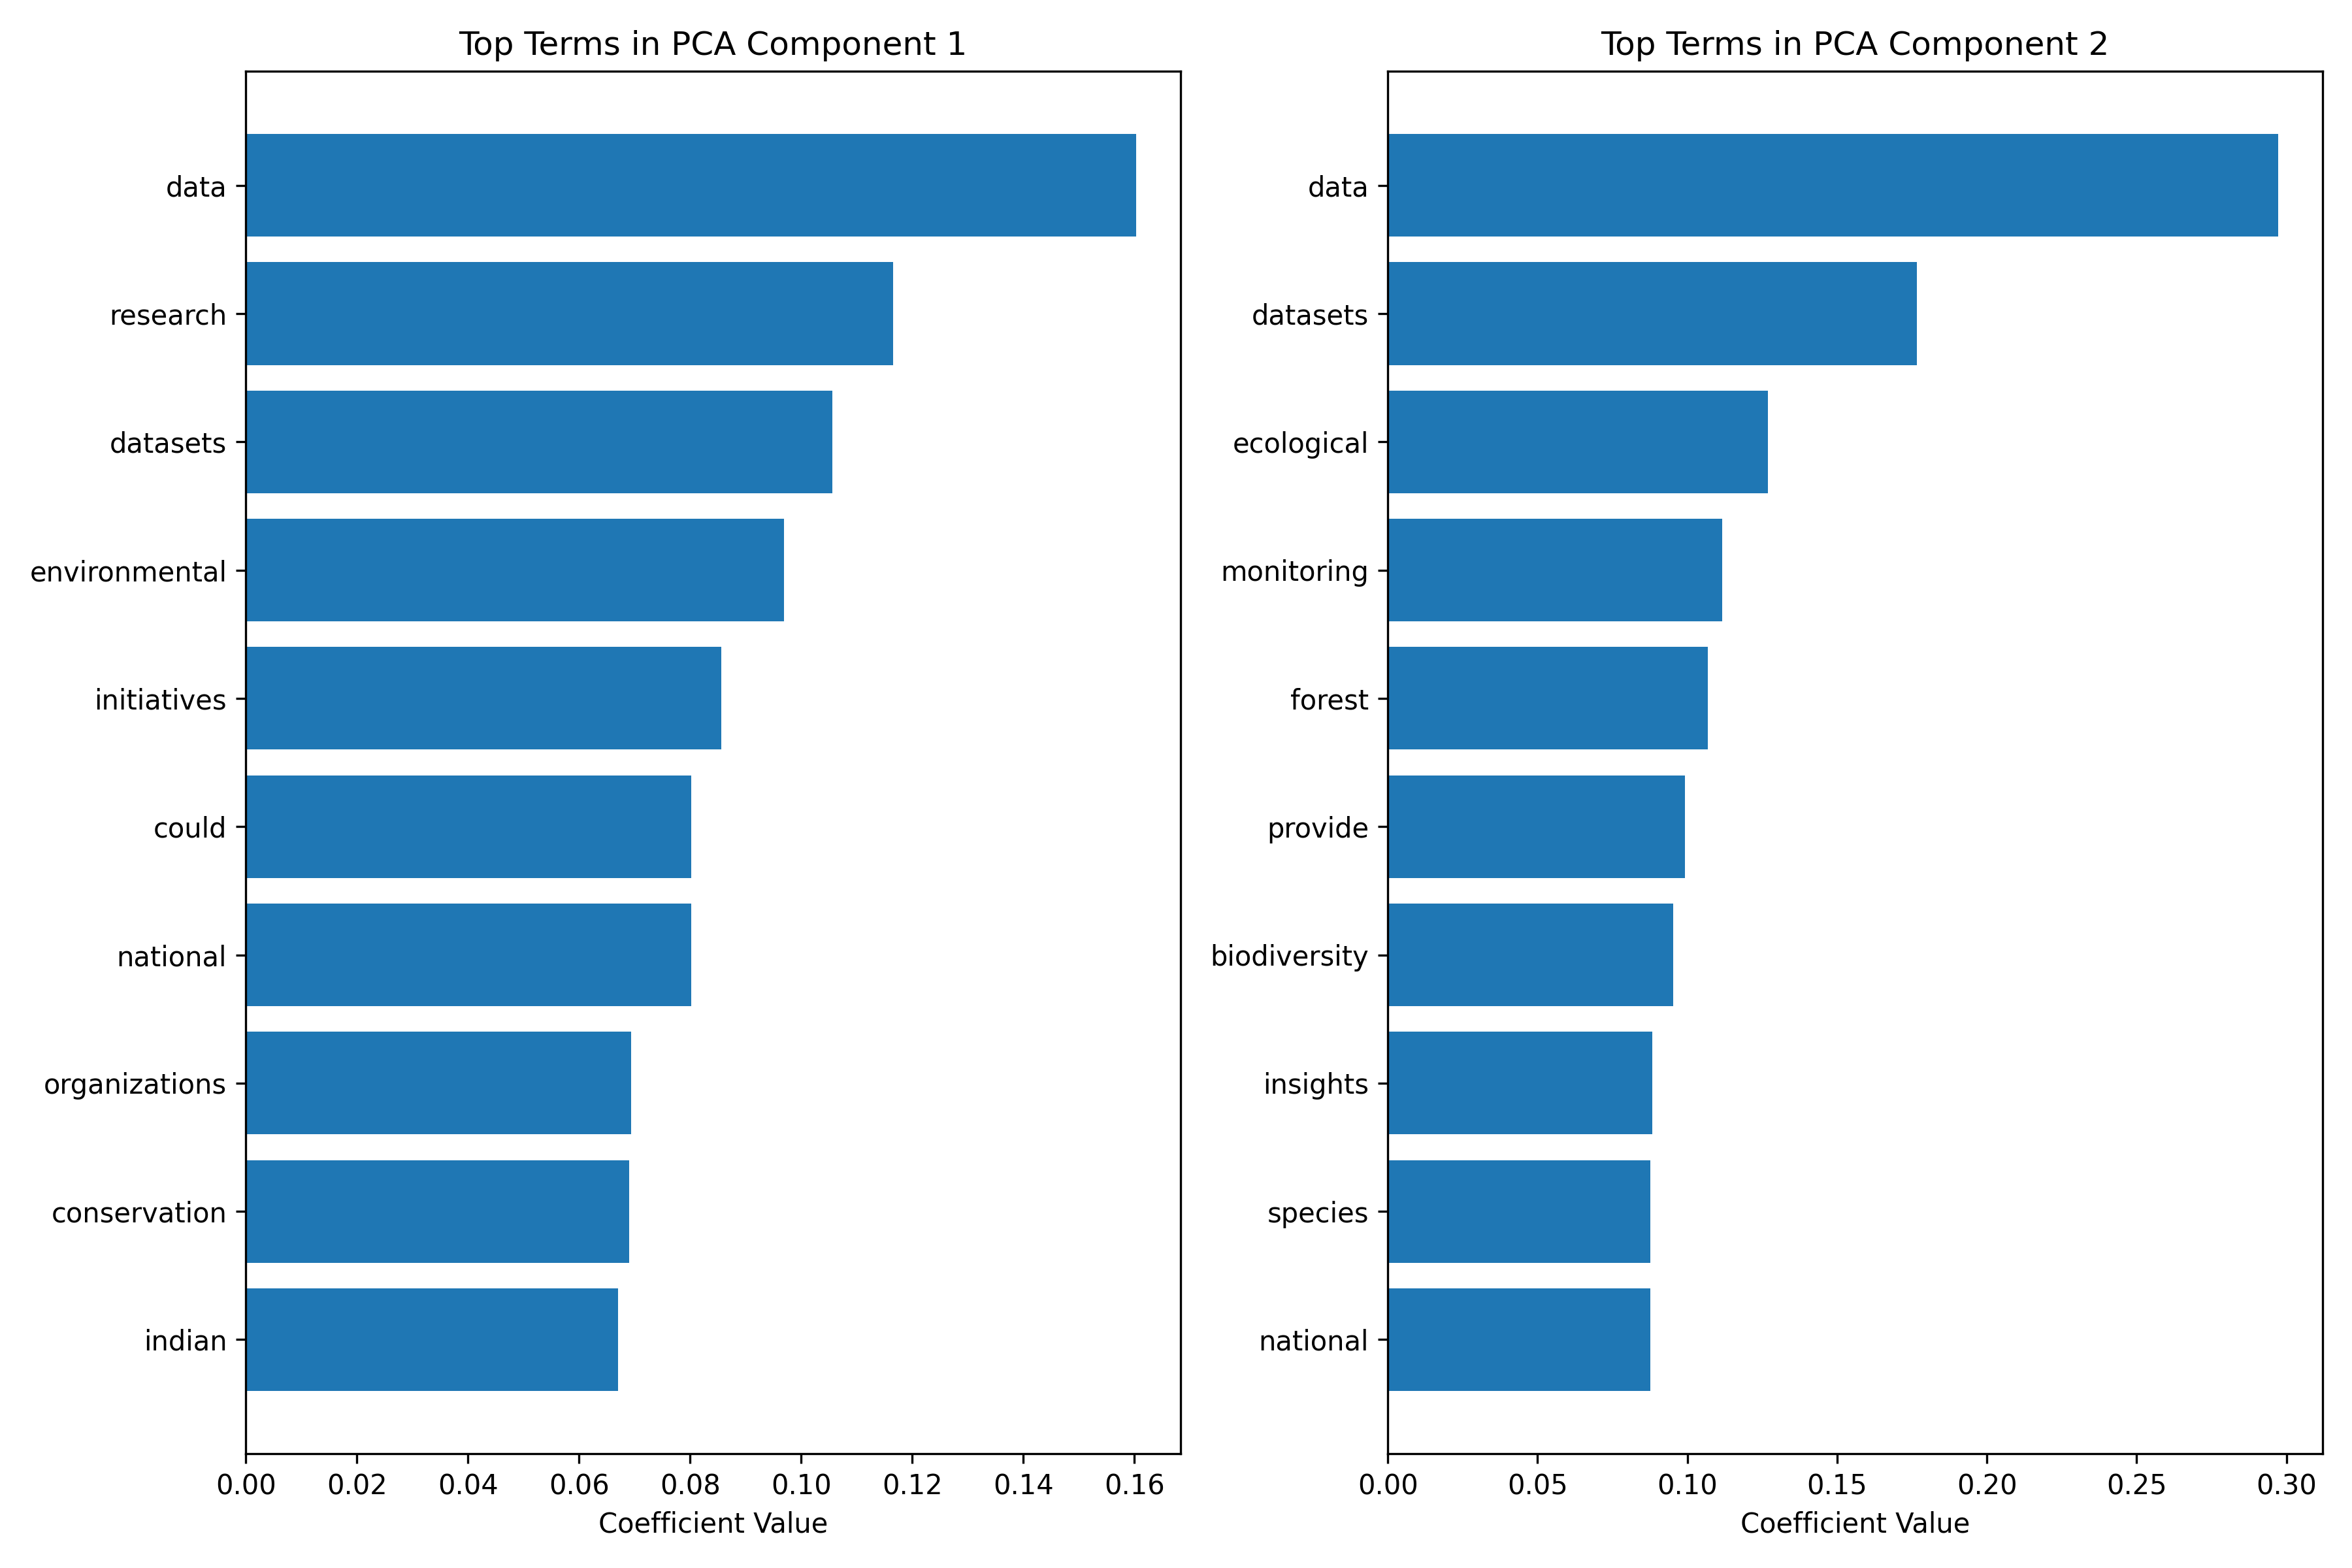 Top Terms in PCA Component 1
data
research
datasets
environmental
initiatives
could
national
organizations
conservation
indian
0.00 0.02 0.04 0.06 0.08 0.10 0.12 0.14 0.16
Coefficient Value
Top Terms in PCA Component 2
data
datasets
ecological
monitoring
forest
provide
biodiversity
insights
species
national
0.00 0.05 0.10 0.15 0.20 0.25 0.30
Coefficient Value